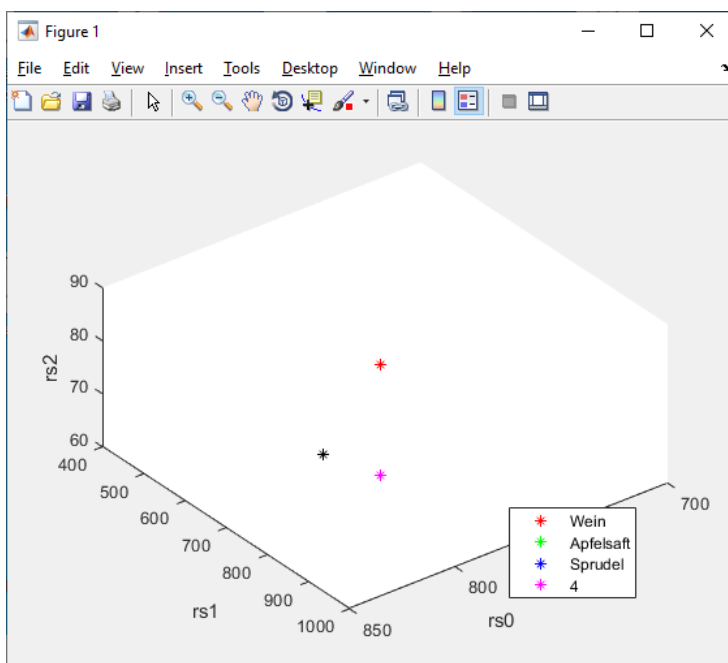 Figure 1
File Edit View Insert Tools Desktop Window Help
90
80
70
60
rs2
400
500
600
700
800
900
1000
rs1
850
800
700
rs0
Wein
Apfelsaft
Sprudel
4